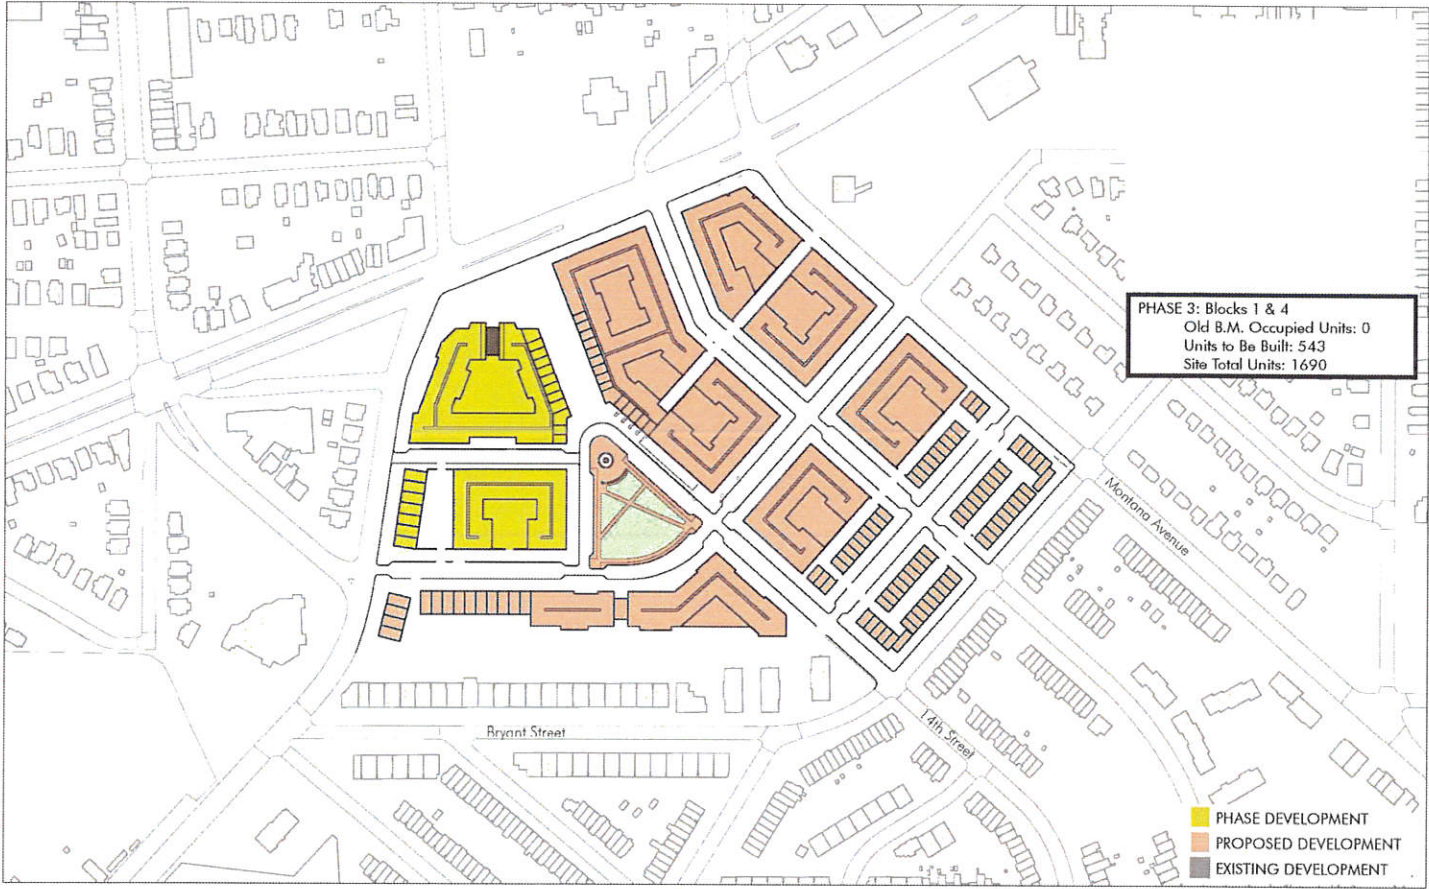 PHASE 3: Blocks 1 & 4
Old B.M. Occupied Units: 0
Units to Be Built: 543
Site Total Units: 1690
Montana Avenue
Bryant Street
14th Street
PHASE DEVELOPMENT
PROPOSED DEVELOPMENT
EXISTING DEVELOPMENT